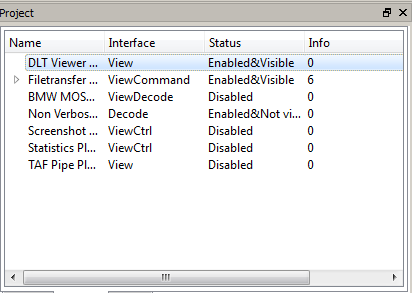 Project
Name Interface Status Info
DLT Viewer ... View Enabled&Visible 0
Filetransfer ... ViewCommand Enabled&Visible 6
BMW MOS... ViewDecode Disabled 0
Non Verbos... Decode Enabled&Not vi... 0
Screenshot ... ViewCtrl Disabled 0
Statistics Pl... ViewCtrl Disabled 0
TAF Pipe Pl... View Disabled 0